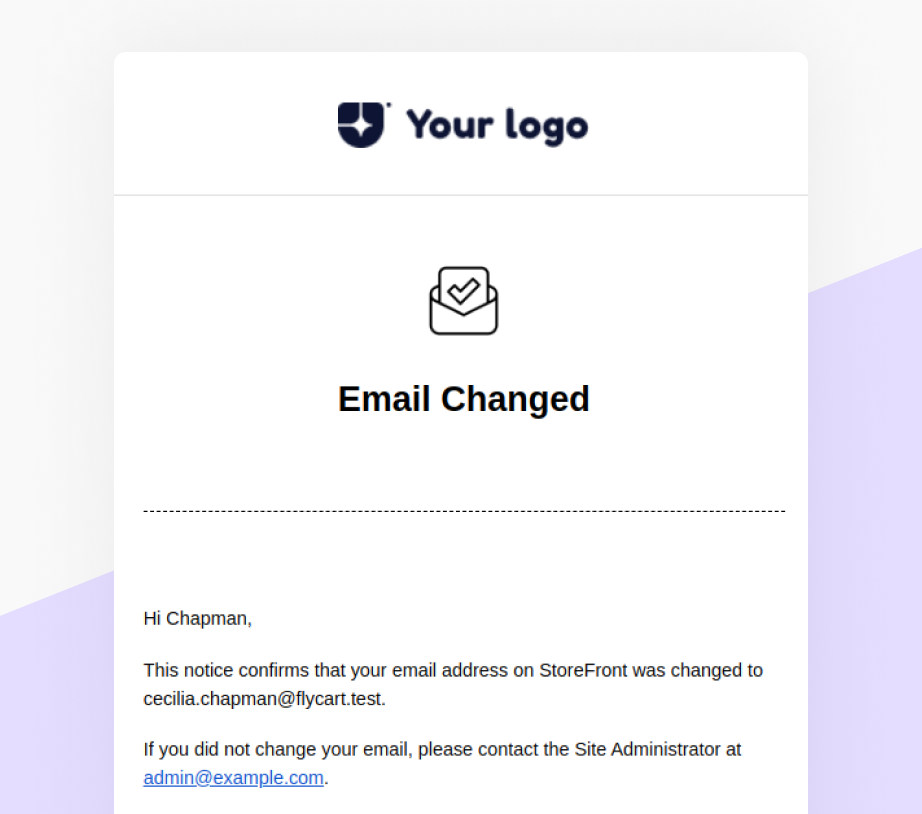 Your logo
Email Changed
Hi Chapman,
This notice confirms that your email address on StoreFront was changed to
cecilia.chapman@flycart.test.
If you did not change your email, please contact the Site Administrator at
admin@example.com.